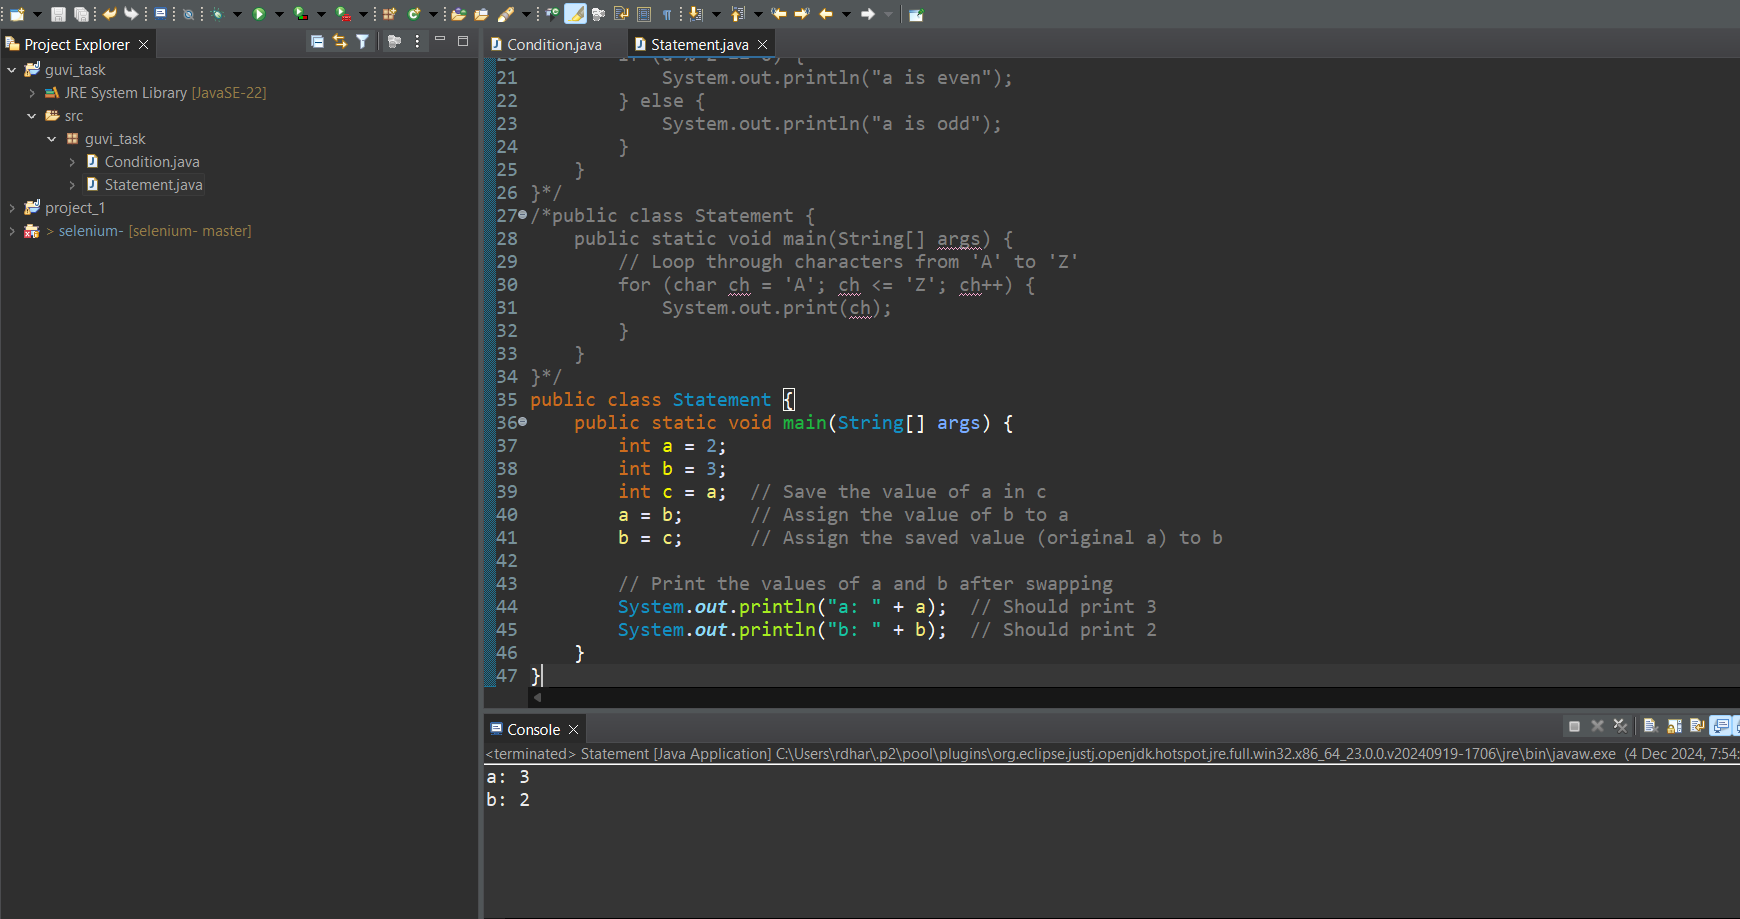 Project Explorer
guvi_task
JRE System Library [JavaSE-22]
src
guvi_task
Condition.java
Statement.java
project_1
> selenium- [selenium- master]
Condition.java
Statement.java
21 System.out.println("a is even");
22 } else {
23 System.out.println("a is odd");
24 }
25 }
26 }*/
27 /*public class Statement {
28 public static void main(String[] args) {
29 // Loop through characters from 'A' to 'Z'
30 for (char ch = 'A'; ch <= 'Z'; ch++) {
31 System.out.print(ch);
32 }
33 }
34 }*/
35 public class Statement {
36 public static void main(String[] args) {
37 int a = 2;
38 int b = 3;
39 int c = a; // Save the value of a in c
40 a = b; // Assign the value of b to a
41 b = c; // Assign the saved value (original a) to b
42
43 // Print the values of a and b after swapping
44 System.out.println("a: " + a); // Should print 3
45 System.out.println("b: " + b); // Should print 2
46 }
47 }
Console
<terminated> Statement [Java Application] C:\Users\rdhar\.p2\pool\plugins\org.eclipse.justj.openjdk.hotspot.jre.full.win32.x86_64_23.0.0.v20240919-1706\jre\bin\javaw.exe (4 Dec 2024, 7:54:
a: 3
b: 2